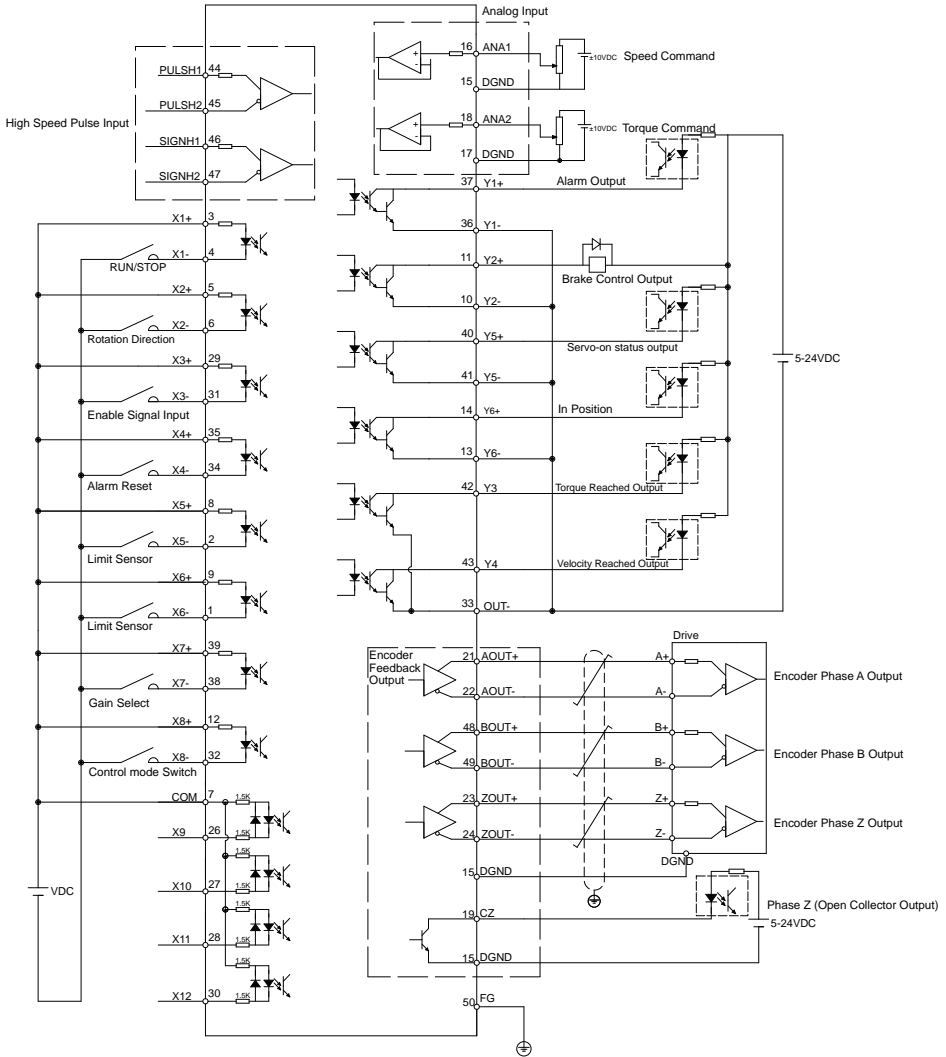 Analog Input
High Speed Pulse Input
PULSH1 44
PULSH2 45
SIGNH1 46
SIGNH2 47
16 ANA1
±10VDC Speed Command
15 DGND
18 ANA2
±10VDC Torque Command
17 DGND
X1+ 3
X1- 4
RUN/STOP
X2+ 5
X2- 6
Rotation Direction
X3+ 29
X3- 31
Enable Signal Input
X4+ 35
X4- 34
Alarm Reset
X5+ 8
X5- 2
Limit Sensor
X6+ 9
X6- 1
Limit Sensor
X7+ 39
X7- 38
Gain Select
X8+ 12
X8- 32
Control mode Switch
COM 7
1.5K
X9 26
1.5K
1.5K
X10 27
1.5K
1.5K
X11 28
1.5K
1.5K
X12 30
1.5K
VDC
37 Y1+
Alarm Output
36 Y1-
11 Y2+
Brake Control Output
10 Y2-
40 Y5+
Servo-on status output
41 Y5-
14 Y6+
In Position
13 Y6-
42 Y3
Torque Reached Output
43 Y4
Velocity Reached Output
33 OUT-
5-24VDC
Encoder
Feedback
Output
21 AOUT+
22 AOUT-
48 BOUT+
49 BOUT-
23 ZOUT+
24 ZOUT-
15 DGND
19 CZ
15 DGND
50 FG
Drive
A+
A-
Encoder Phase A Output
B+
B-
Encoder Phase B Output
Z+
Z-
Encoder Phase Z Output
DGND
Phase Z (Open Collector Output)
5-24VDC